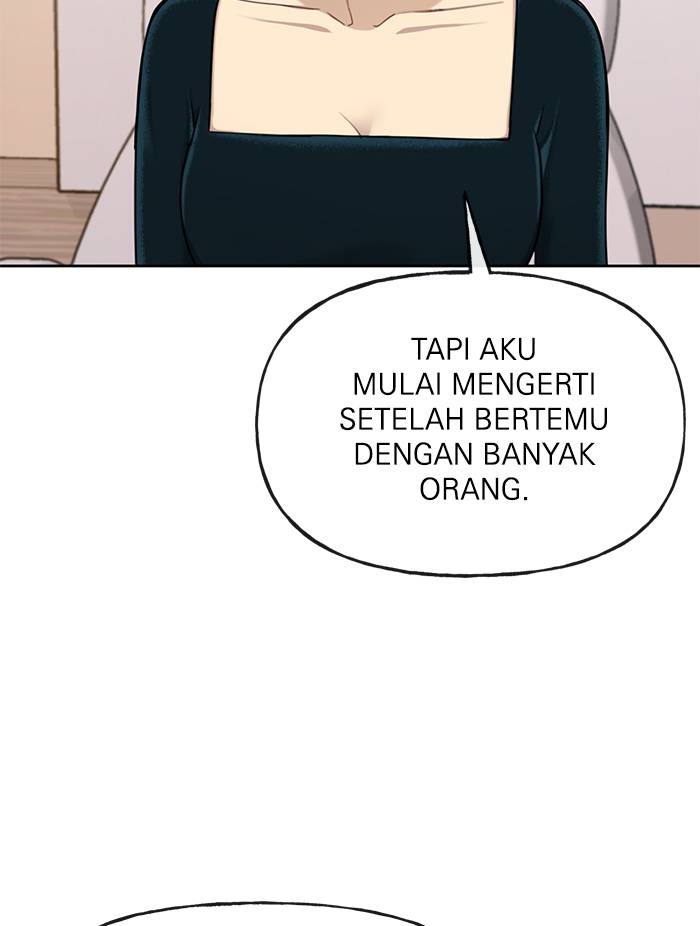 TAPI AKU
MULAI MENGERTI
SETELAH BERTEMU
DENGAN BANYAK
ORANG.